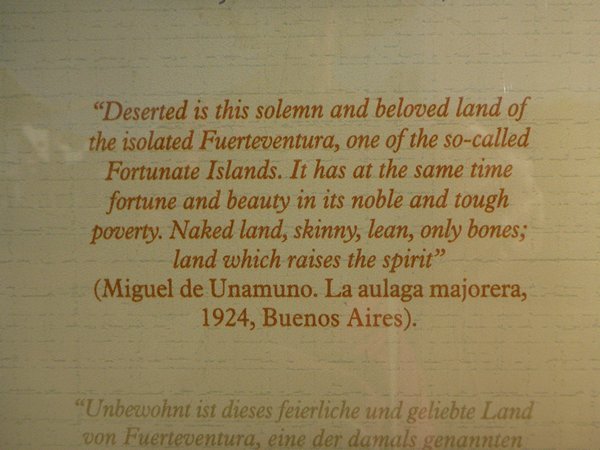 “Deserted is this solemn and beloved land of
the isolated Fuerteventura, one of the so-called
Fortunate Islands. It has at the same time
fortune and beauty in its noble and tough
poverty. Naked land, skinny, lean, only bones;
land which raises the spirit”
(Miguel de Unamuno. La aulaga majorera,
1924, Buenos Aires).
“Unbewohnt ist dieses feierliche und geliebte Land
von Fuerteventura, eine der damals genannten